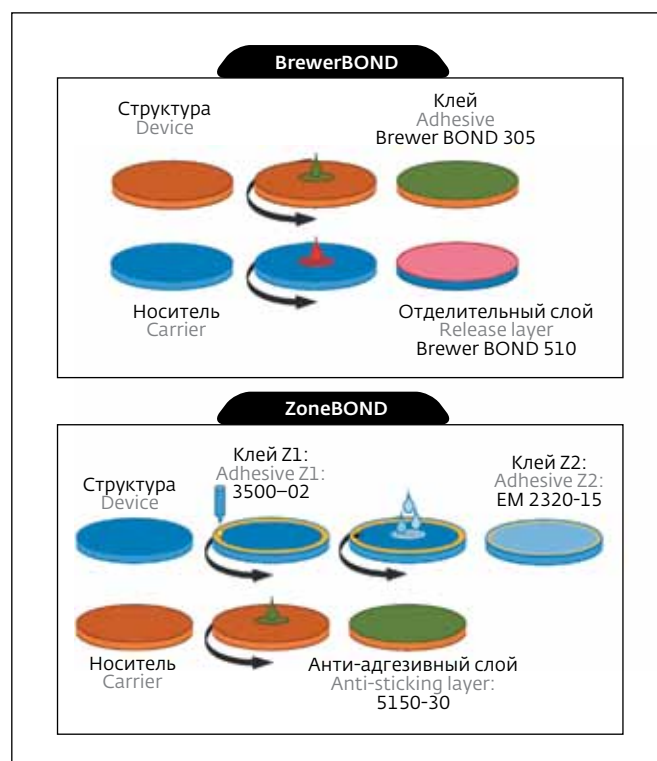 BrewerBOND
Структура
Device
Клей
Adhesive
Brewer BOND 305
Носитель
Carrier
Отделительный слой
Release layer
Brewer BOND 510
ZoneBOND
Структура
Device
Клей Z1:
Adhesive Z1:
3500–02
Клей Z2:
Adhesive Z2:
EM 2320-15
Носитель
Carrier
Анти-адгезивный слой
Anti-sticking layer:
5150-30